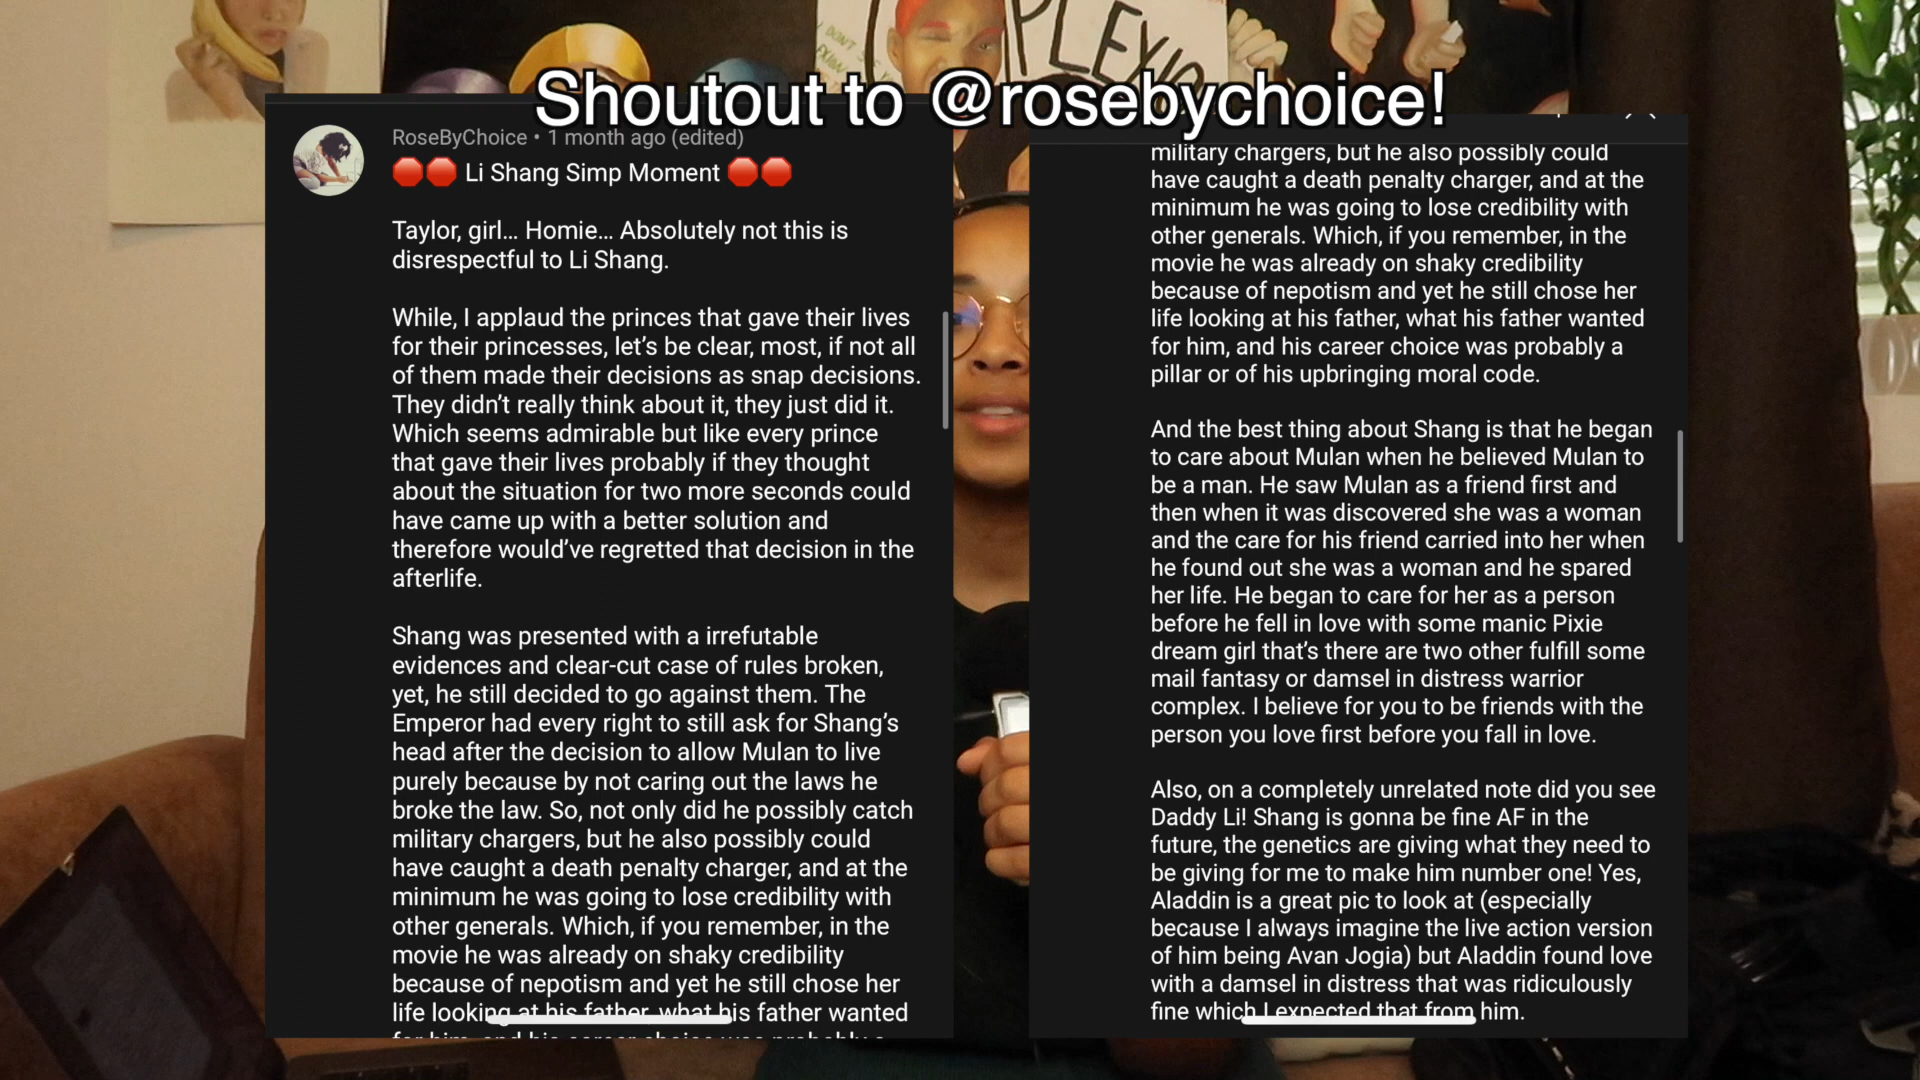 I DON'T
PLEXIO
Shoutout to @rosebychoice!
RoseByChoice • 1 month ago (edited)
🛑🛑 Li Shang Simp Moment 🛑🛑
Taylor, girl... Homie... Absolutely not this is
disrespectful to Li Shang.
While, I applaud the princes that gave their lives
for their princesses, let's be clear, most, if not all
of them made their decisions as snap decisions.
They didn't really think about it, they just did it.
Which seems admirable but like every prince
that gave their lives probably if they thought
about the situation for two more seconds could
have came up with a better solution and
therefore would've regretted that decision in the
afterlife.
Shang was presented with a irrefutable
evidences and clear-cut case of rules broken,
yet, he still decided to go against them. The
Emperor had every right to still ask for Shang's
head after the decision to allow Mulan to live
purely because by not caring out the laws he
broke the law. So, not only did he possibly catch
military chargers, but he also possibly could
have caught a death penalty charger, and at the
minimum he was going to lose credibility with
other generals. Which, if you remember, in the
movie he was already on shaky credibility
because of nepotism and yet he still chose her
life looking at his father, what his father wanted
for him, and his career choice was probably a
military chargers, but he also possibly could
have caught a death penalty charger, and at the
minimum he was going to lose credibility with
other generals. Which, if you remember, in the
movie he was already on shaky credibility
because of nepotism and yet he still chose her
life looking at his father, what his father wanted
for him, and his career choice was probably a
pillar or of his upbringing moral code.
And the best thing about Shang is that he began
to care about Mulan when he believed Mulan to
be a man. He saw Mulan as a friend first and
then when it was discovered she was a woman
and the care for his friend carried into her when
he found out she was a woman and he spared
her life. He began to care for her as a person
before he fell in love with some manic Pixie
dream girl that's there are two other fulfill some
mail fantasy or damsel in distress warrior
complex. I believe for you to be friends with the
person you love first before you fall in love.
Also, on a completely unrelated note did you see
Daddy Li! Shang is gonna be fine AF in the
future, the genetics are giving what they need to
be giving for me to make him number one! Yes,
Aladdin is a great pic to look at (especially
because I always imagine the live action version
of him being Avan Jogia) but Aladdin found love
with a damsel in distress that was ridiculously
fine which I expected that from him.